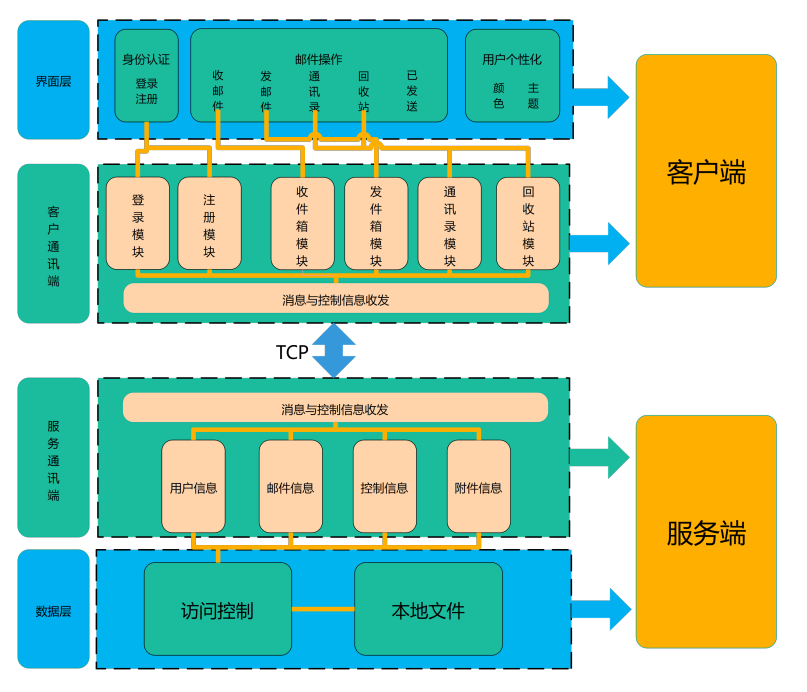 界面层
身份认证
登录
注册
邮件操作
收邮件
发邮件
通讯录
回收站
已发送
用户个性化
颜色
主题
客户端
客户通讯端
登录模块
注册模块
收件箱模块
发件箱模块
通讯录模块
回收站模块
消息与控制信息收发
TCP
服务通讯端
消息与控制信息收发
用户信息
邮件信息
控制信息
附件信息
服务端
数据层
访问控制
本地文件